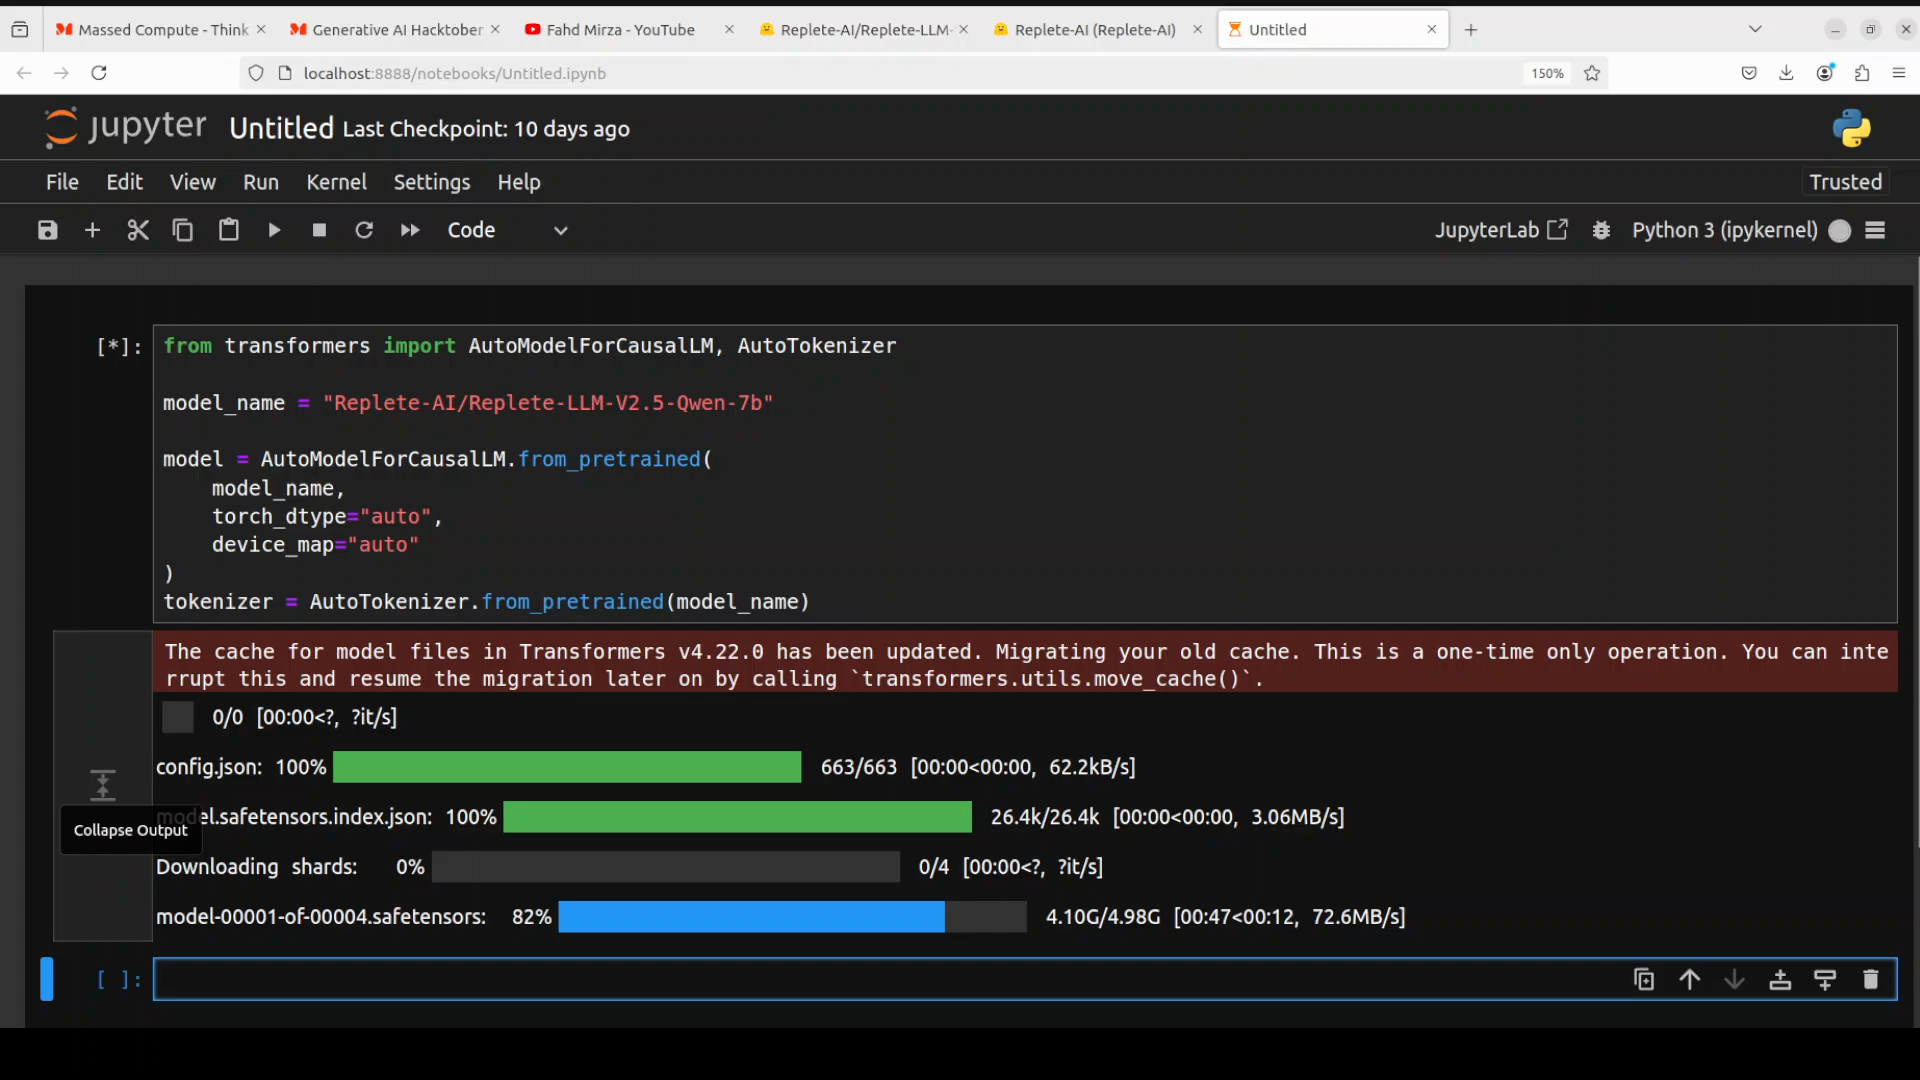 Massed Compute - Think
Generative AI Hacktober
Fahd Mirza - YouTube
Replete-AI/Replete-LLM-
Replete-AI (Replete-AI)
Untitled
localhost:8888/notebooks/Untitled.ipynb
150%
jupyter Untitled Last Checkpoint: 10 days ago
File Edit View Run Kernel Settings Help
Trusted
Code
JupyterLab
Python 3 (ipykernel)
[*]:
from transformers import AutoModelForCausalLM, AutoTokenizer
model_name = "Replete-AI/Replete-LLM-V2.5-Qwen-7b"
model = AutoModelForCausalLM.from_pretrained(
    model_name,
    torch_dtype="auto",
    device_map="auto"
)
tokenizer = AutoTokenizer.from_pretrained(model_name)
The cache for model files in Transformers v4.22.0 has been updated. Migrating your old cache. This is a one-time only operation. You can inte
rrupt this and resume the migration later on by calling `transformers.utils.move_cache()`.
0/0 [00:00<?, ?it/s]
config.json: 100% 663/663 [00:00<00:00, 62.2kB/s]
model.safetensors.index.json: 100% 26.4k/26.4k [00:00<00:00, 3.06MB/s]
Collapse Output
Downloading shards: 0% 0/4 [00:00<?, ?it/s]
model-00001-of-00004.safetensors: 82% 4.10G/4.98G [00:47<00:12, 72.6MB/s]
[ ]: